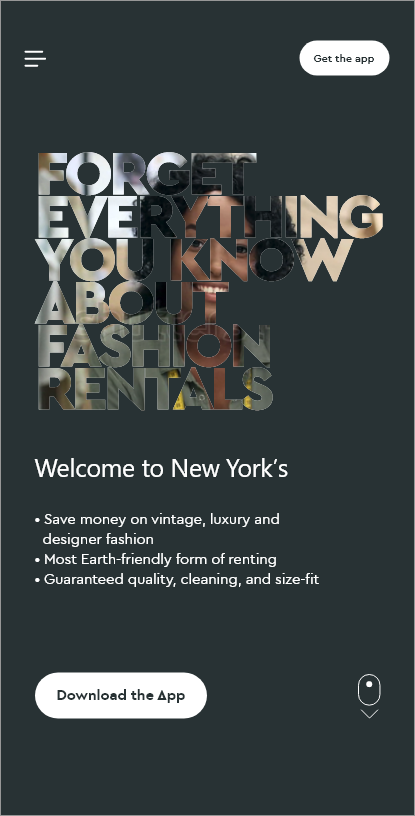 Get the app
FORGET
EVERYTHING
YOU KNOW
ABOUT
FASHION
RENTALS
Welcome to New York's
• Save money on vintage, luxury and
designer fashion
• Most Earth-friendly form of renting
• Guaranteed quality, cleaning, and size-fit
Download the App